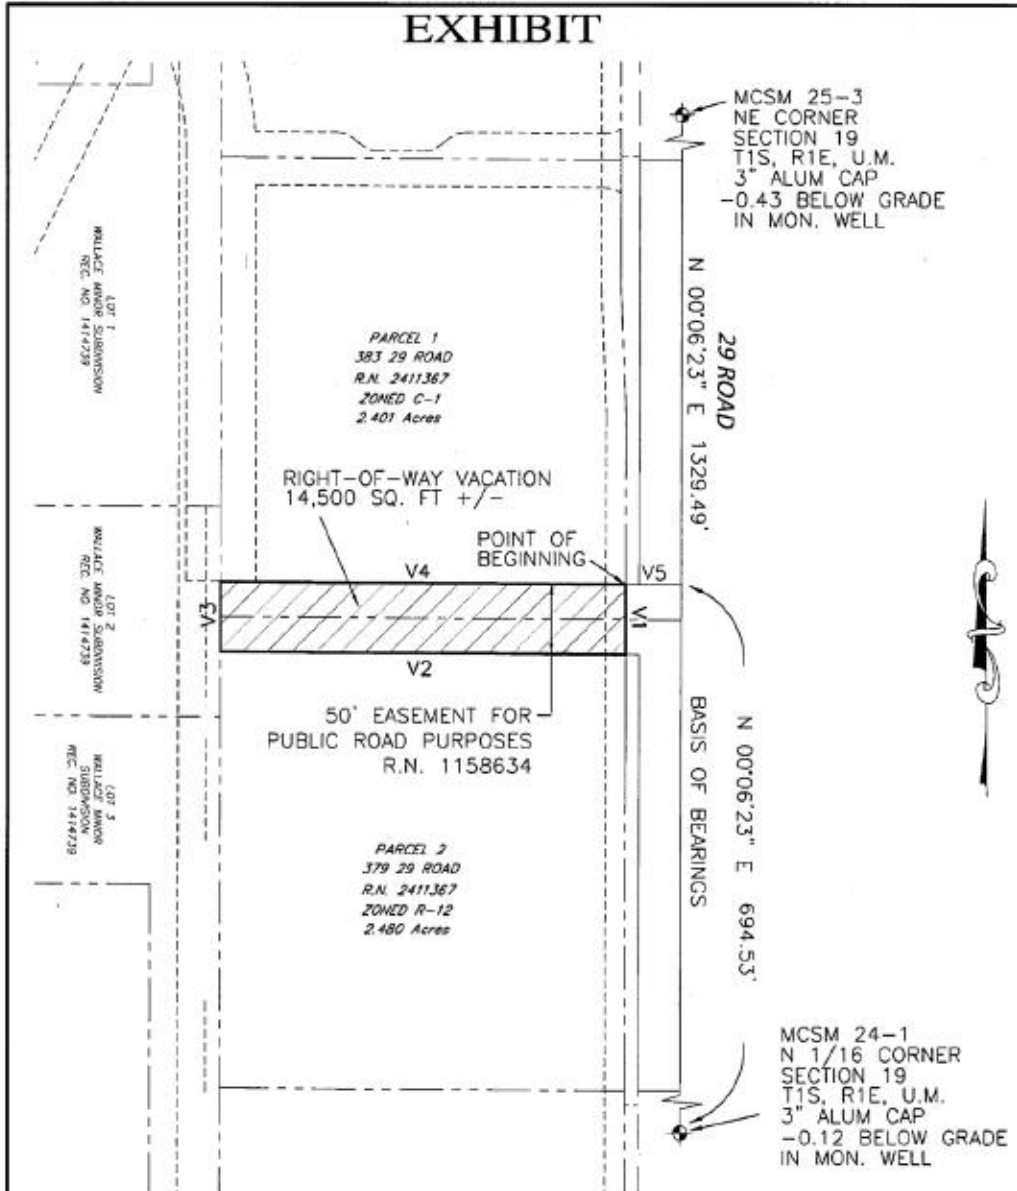 EXHIBIT
MCSM 25-3
NE CORNER
SECTION 19
T1S, R1E, U.M.
3" ALUM CAP
-0.43 BELOW GRADE
IN MON. WELL
LOT 1
WALLACE MINOR SUBDIVISION
REC. NO. 1414739
PARCEL 1
383 29 ROAD
R.N. 2411367
ZONED C-1
2.401 Acres
N 00°06'23" E 1329.49'
29 ROAD
RIGHT-OF-WAY VACATION
14,500 SQ. FT +/-
POINT OF
BEGINNING
V4
V5
V3
V1
V2
LOT 2
WALLACE MINOR SUBDIVISION
REC. NO. 1414739
50' EASEMENT FOR
PUBLIC ROAD PURPOSES
R.N. 1158634
BASIS OF BEARINGS
N 00°06'23" E 694.53'
LOT 3
WALLACE MINOR
SUBDIVISION
REC. NO. 1414739
PARCEL 2
379 29 ROAD
R.N. 2411367
ZONED R-12
2.480 Acres
MCSM 24-1
N 1/16 CORNER
SECTION 19
T1S, R1E, U.M.
3" ALUM CAP
-0.12 BELOW GRADE
IN MON. WELL